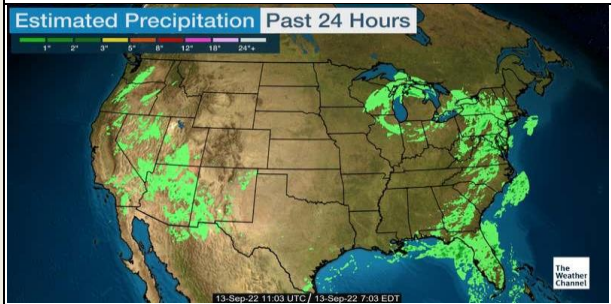 Estimated Precipitation Past 24 Hours
1" 2" 3" 5" 8" 12" 18" 24"+
The
Weather
Channel
13-Sep-22 11:03 UTC / 13-Sep-22 7:03 EDT